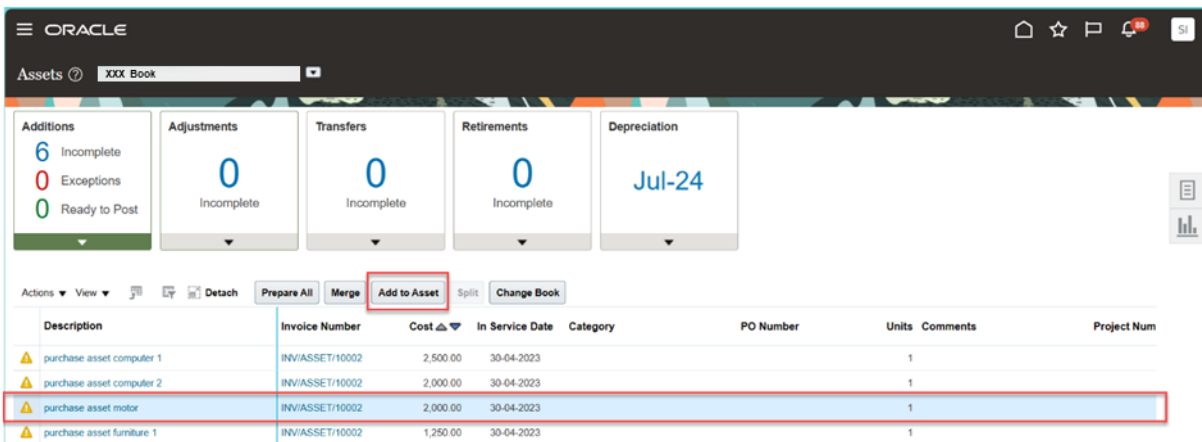 ORACLE
88
SI
Assets XXX Book
Additions Adjustments Transfers Retirements Depreciation
6 Incomplete
0 Exceptions
0 Ready to Post
0 Incomplete
0 Incomplete
0 Incomplete
Jul-24
Actions View Detach Prepare All Merge Add to Asset Split Change Book
Description Invoice Number Cost In Service Date Category PO Number Units Comments Project Num
purchase asset computer 1 INV/ASSET/10002 2,500.00 30-04-2023 1
purchase asset computer 2 INV/ASSET/10002 2,000.00 30-04-2023 1
purchase asset motor INV/ASSET/10002 2,000.00 30-04-2023 1
purchase asset furniture 1 INV/ASSET/10002 1,250.00 30-04-2023 1